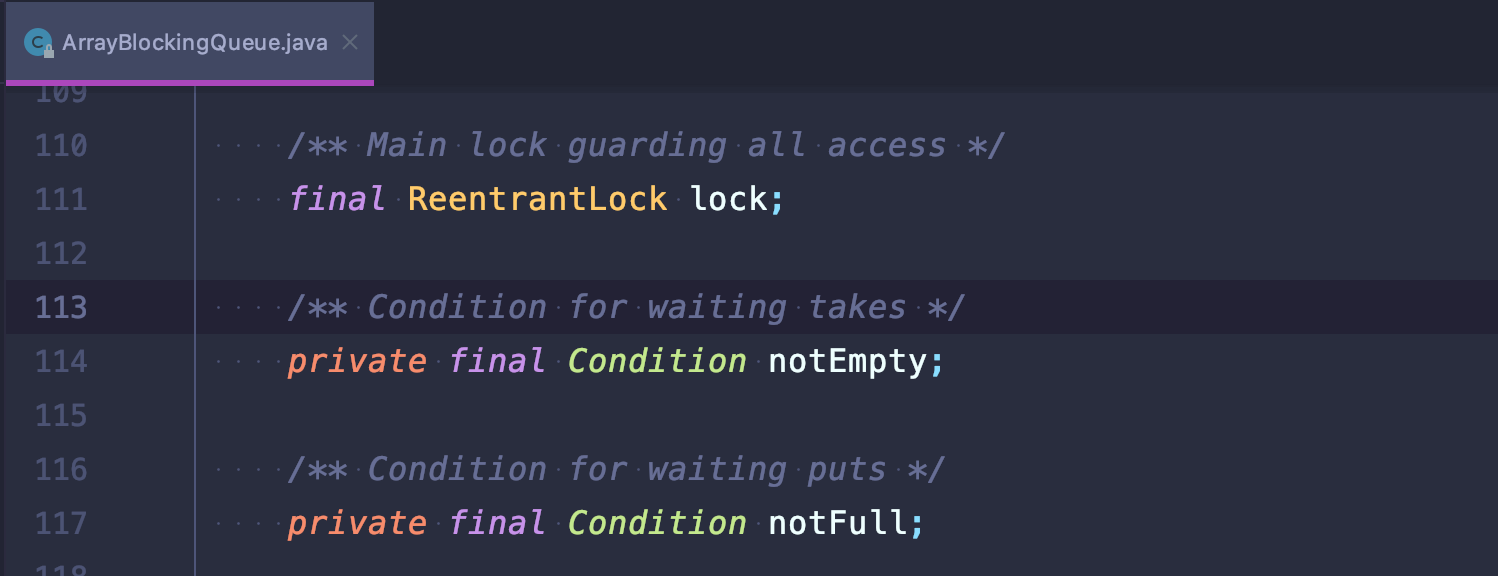 ArrayBlockingQueue.java
109
110 /** Main lock guarding all access */
111 final ReentrantLock lock;
112
113 /** Condition for waiting takes */
114 private final Condition notEmpty;
115
116 /** Condition for waiting puts */
117 private final Condition notFull;
118